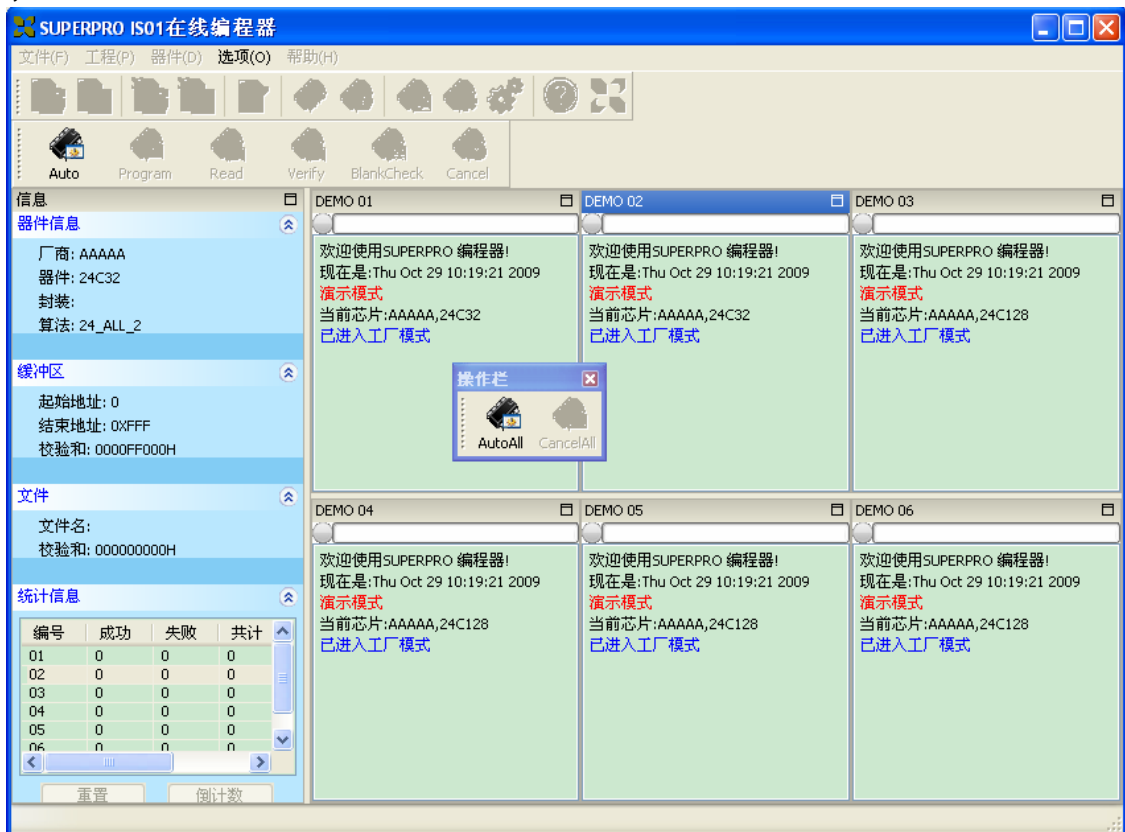 SUPERPRO IS01在线编程器
文件(F) 工程(P) 器件(D) 选项(O) 帮助(H)
Auto Program Read Verify BlankCheck Cancel
信息
器件信息
厂商: AAAAA
器件: 24C32
封装:
算法: 24_ALL_2
缓冲区
起始地址: 0
结束地址: 0XFFF
校验和: 0000FF000H
文件
文件名:
校验和: 000000000H
统计信息
编号 成功 失败 共计
01 0 0 0
02 0 0 0
03 0 0 0
04 0 0 0
05 0 0 0
06 0 0 0
重置 倒计数
DEMO 01
欢迎使用SUPERPRO 编程器!
现在是:Thu Oct 29 10:19:21 2009
演示模式
当前芯片:AAAAA,24C32
已进入工厂模式
DEMO 02
欢迎使用SUPERPRO 编程器!
现在是:Thu Oct 29 10:19:21 2009
演示模式
当前芯片:AAAAA,24C32
已进入工厂模式
DEMO 03
欢迎使用SUPERPRO 编程器!
现在是:Thu Oct 29 10:19:21 2009
演示模式
当前芯片:AAAAA,24C128
已进入工厂模式
操作栏
AutoAll CancelAll
DEMO 04
欢迎使用SUPERPRO 编程器!
现在是:Thu Oct 29 10:19:21 2009
演示模式
当前芯片:AAAAA,24C128
已进入工厂模式
DEMO 05
欢迎使用SUPERPRO 编程器!
现在是:Thu Oct 29 10:19:21 2009
演示模式
当前芯片:AAAAA,24C128
已进入工厂模式
DEMO 06
欢迎使用SUPERPRO 编程器!
现在是:Thu Oct 29 10:19:21 2009
演示模式
当前芯片:AAAAA,24C128
已进入工厂模式